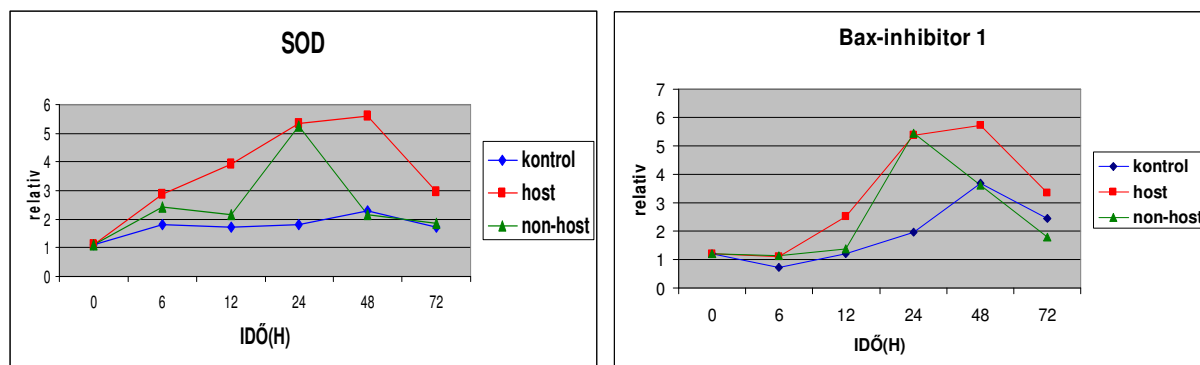 SOD
6
5
4
3
2
1
0
relativ
0 6 12 24 48 72
IDŐ(H)
kontrol
host
non-host
Bax-inhibitor 1
7
6
5
4
3
2
1
0
relativ
0 6 12 24 48 72
IDŐ(H)
kontrol
host
non-host